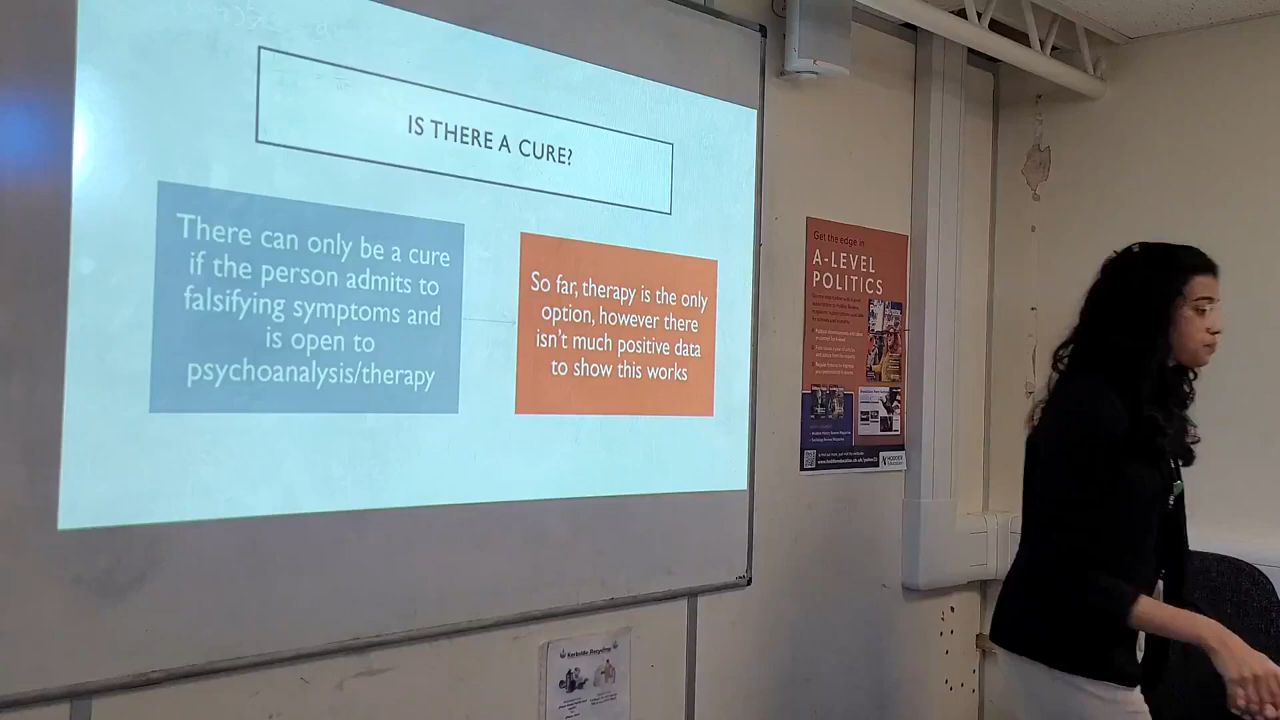 IS THERE A CURE?
There can only be a cure
if the person admits to
falsifying symptoms and
is open to
psychoanalysis/therapy
So far, therapy is the only
option, however there
isn't much positive data
to show this works
Get the edge in
A-LEVEL
POLITICS
HODDER
Kerbside Recycling